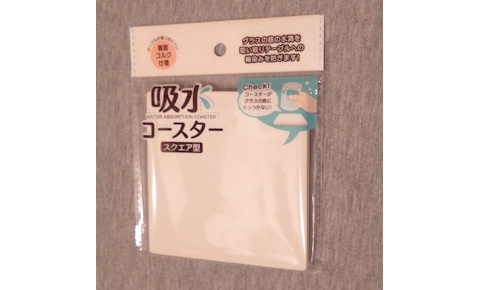 裏面
コルク
仕様
グラスの底の水滴を
吸い取りテーブルへの
輪染みを防ぎます!
吸水
WATER ABSORPTION COASTER
コースター
スクエア型
Check!
コースターが
グラスの底に
くっつかない!